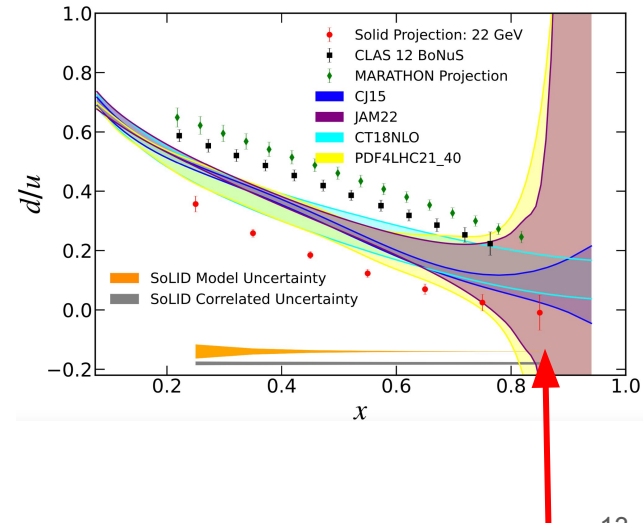 1.0
0.8
0.6
0.4
0.2
0.0
−0.2
d/u
Solid Projection: 22 GeV
CLAS 12 BoNuS
MARATHON Projection
CJ15
JAM22
CT18NLO
PDF4LHC21_40
SoLID Model Uncertainty
SoLID Correlated Uncertainty
0.2 0.4 0.6 0.8 1.0
x